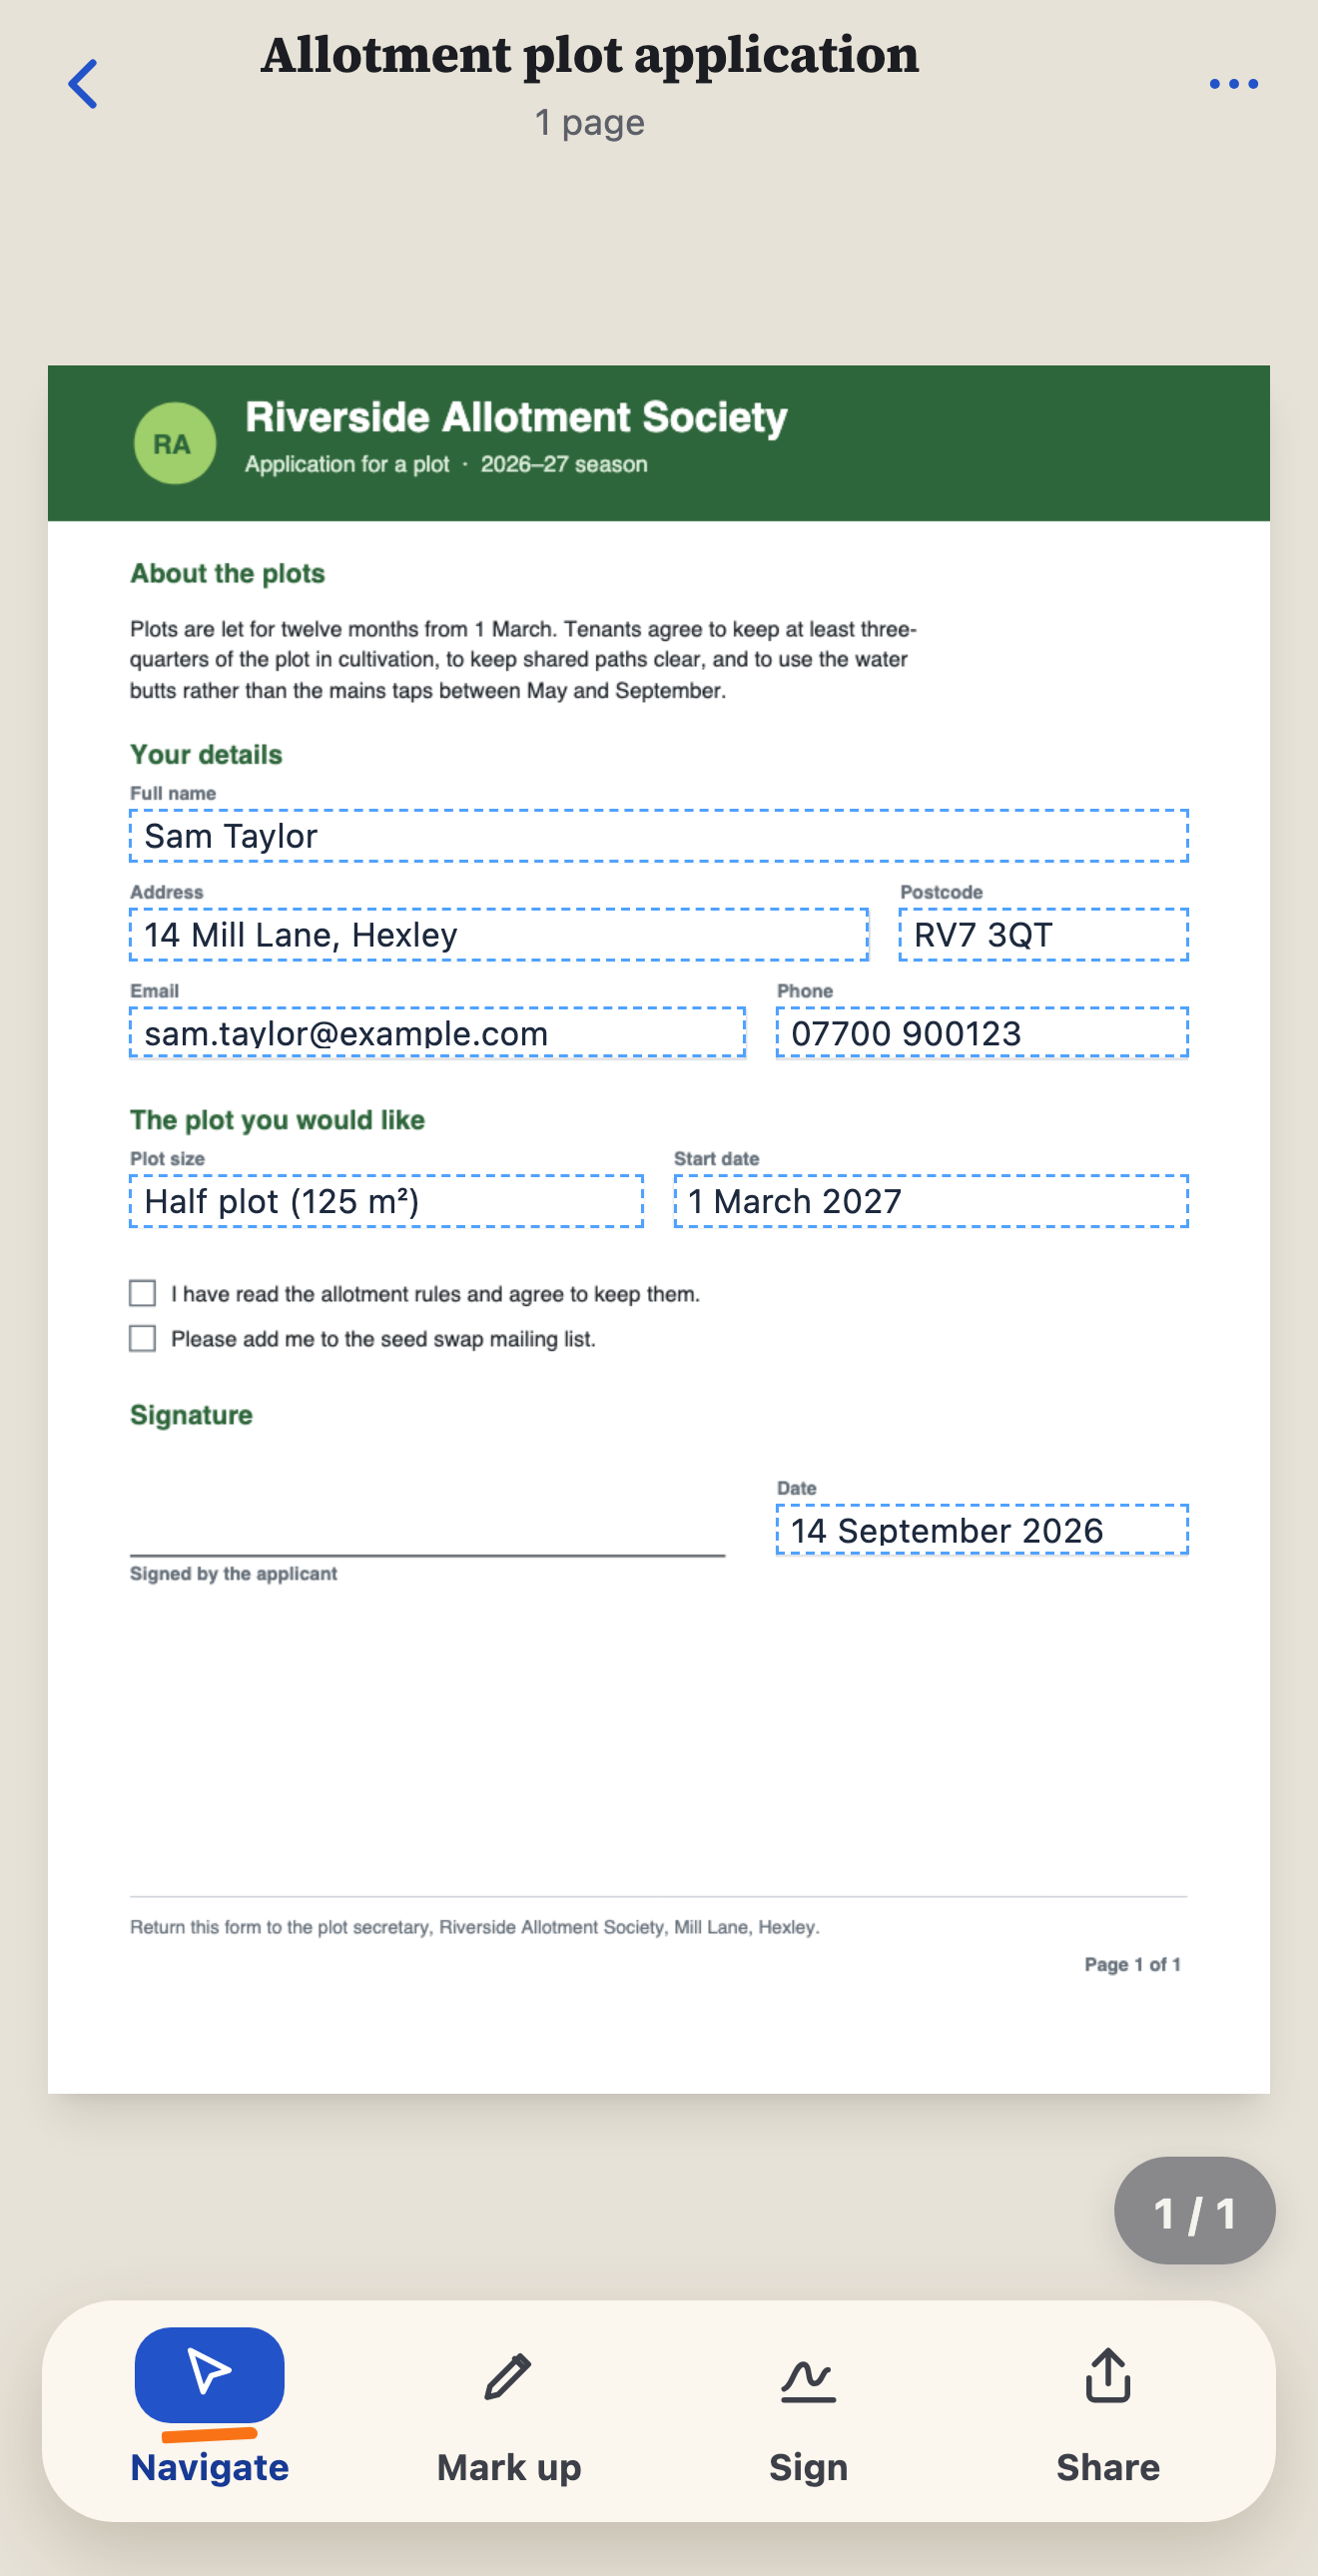 Allotment plot application
1 page
RA
Riverside Allotment Society
Application for a plot · 2026–27 season
About the plots
Plots are let for twelve months from 1 March. Tenants agree to keep at least three-
quarters of the plot in cultivation, to keep shared paths clear, and to use the water
butts rather than the mains taps between May and September.
Your details
Full name
Sam Taylor
Address
14 Mill Lane, Hexley
Postcode
RV7 3QT
Email
sam.taylor@example.com
Phone
07700 900123
The plot you would like
Plot size
Half plot (125 m²)
Start date
1 March 2027
I have read the allotment rules and agree to keep them.
Please add me to the seed swap mailing list.
Signature
Date
14 September 2026
Signed by the applicant
Return this form to the plot secretary, Riverside Allotment Society, Mill Lane, Hexley.
Page 1 of 1
1 / 1
Navigate
Mark up
Sign
Share